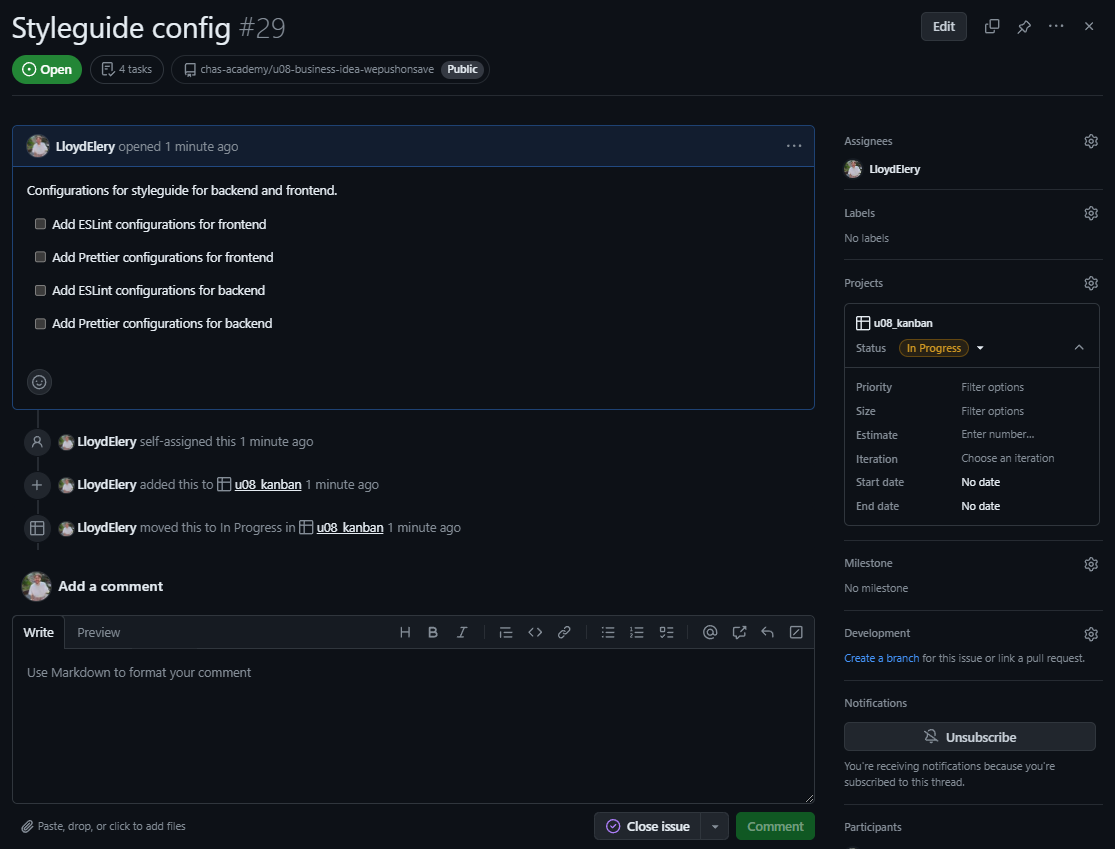 Styleguide config #29
Edit
Open
4 tasks
chas-academy/u08-business-idea-wepushonsave
Public
LloydElery opened 1 minute ago
Configurations for styleguide for backend and frontend.
Add ESLint configurations for frontend
Add Prettier configurations for frontend
Add ESLint configurations for backend
Add Prettier configurations for backend
LloydElery self-assigned this 1 minute ago
LloydElery added this to u08_kanban 1 minute ago
LloydElery moved this to In Progress in u08_kanban 1 minute ago
Add a comment
Write
Preview
Use Markdown to format your comment
Paste, drop, or click to add files
Close issue
Comment
Assignees
LloydElery
Labels
No labels
Projects
u08_kanban
Status In Progress
Priority Filter options
Size Filter options
Estimate Enter number...
Iteration Choose an iteration
Start date No date
End date No date
Milestone
No milestone
Development
Create a branch for this issue or link a pull request.
Notifications
Unsubscribe
You're receiving notifications because you're
subscribed to this thread.
Participants